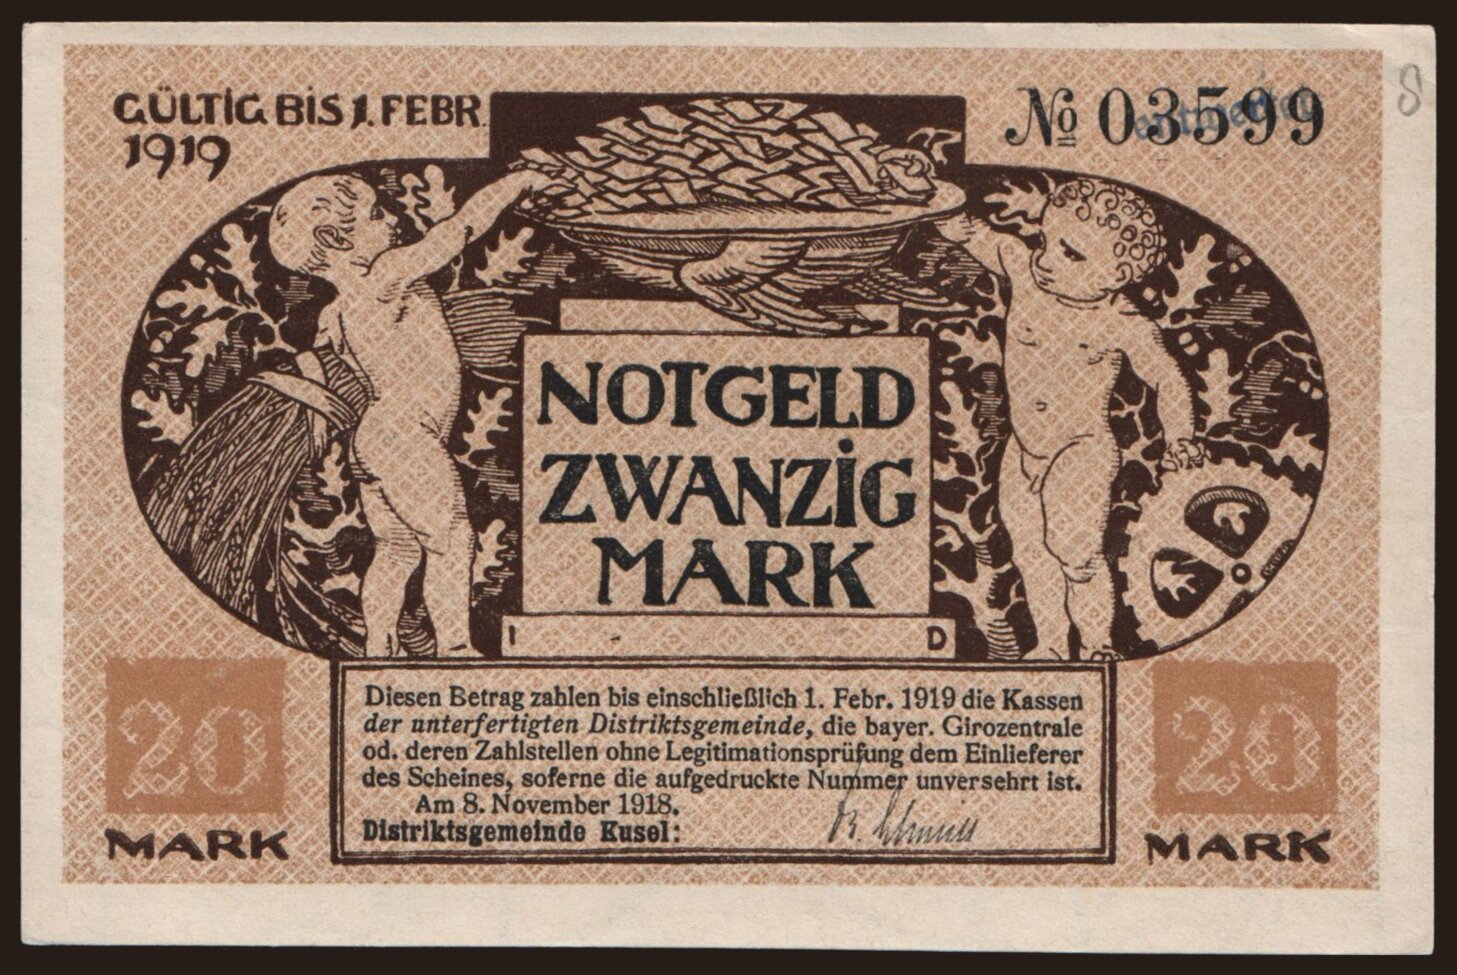 GÜLTIG BIS 1. FEBR.
1919
No 03599
entwertet
8
NOTGELD
ZWANZIG
MARK
I - D
20
MARK
Diesen Betrag zahlen bis einschließlich 1. Febr. 1919 die Kassen
der unterfertigten Distriktsgemeinde, die bayer. Girozentrale
od. deren Zahlstellen ohne Legitimationsprüfung dem Einlieferer
des Scheines, soferne die aufgedruckte Nummer unversehrt ist.
Am 8. November 1918.
Distriktsgemeinde Kusel:
20
MARK